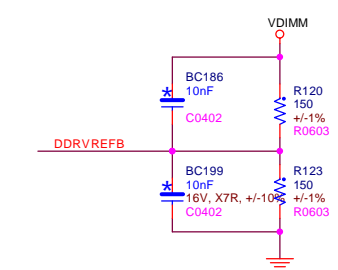 VDIMM
BC186
10nF
C0402
R120
150
+/-1%
R0603
DDRVREFB
BC199
10nF
16V, X7R, +/-10%
C0402
R123
150
+/-1%
R0603